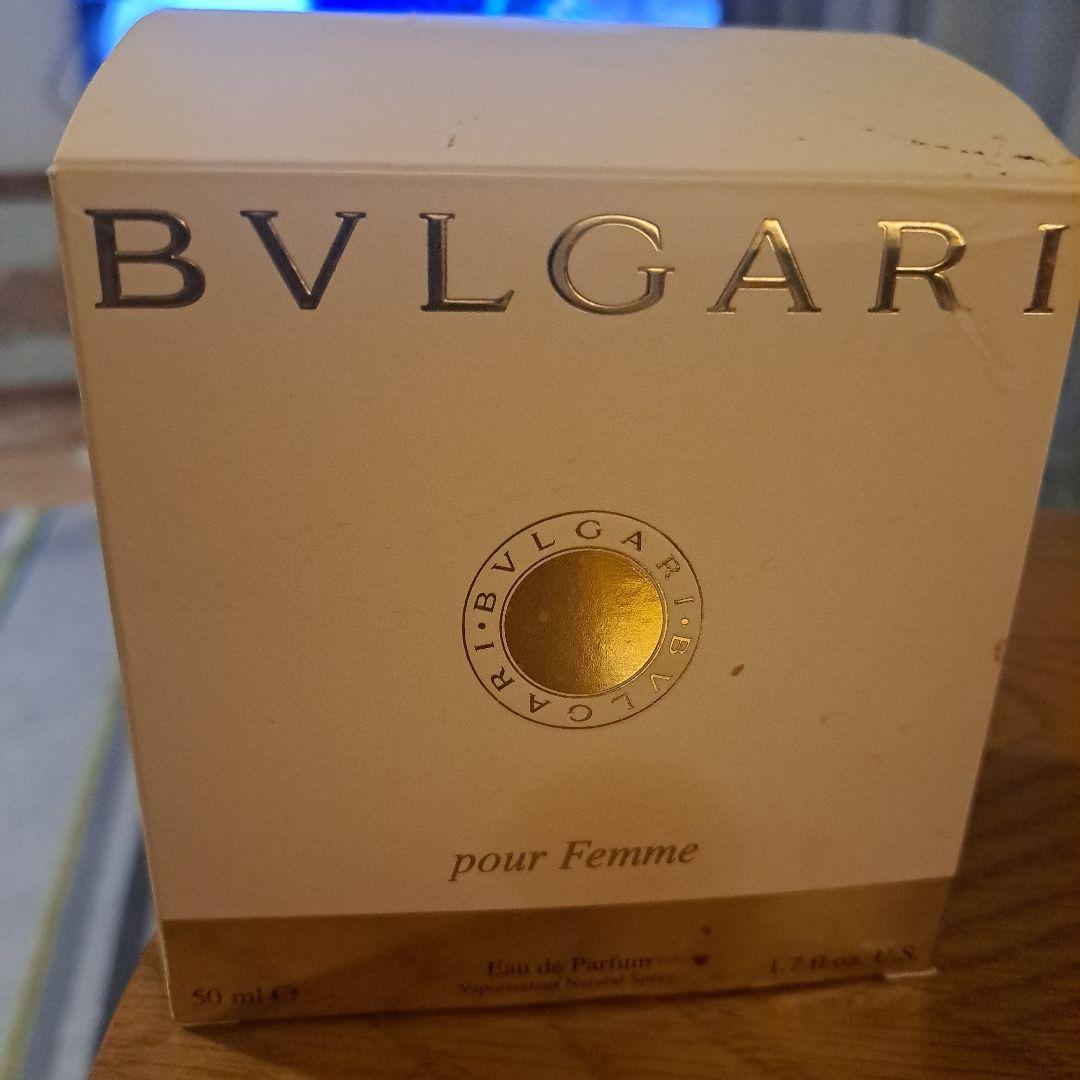 BVLGARI
BVLGARI · BVLGARI ·
pour Femme
Eau de Parfum
Vaporisateur Natural Spray
50 ml ℮
1.7 fl. oz. U.S.